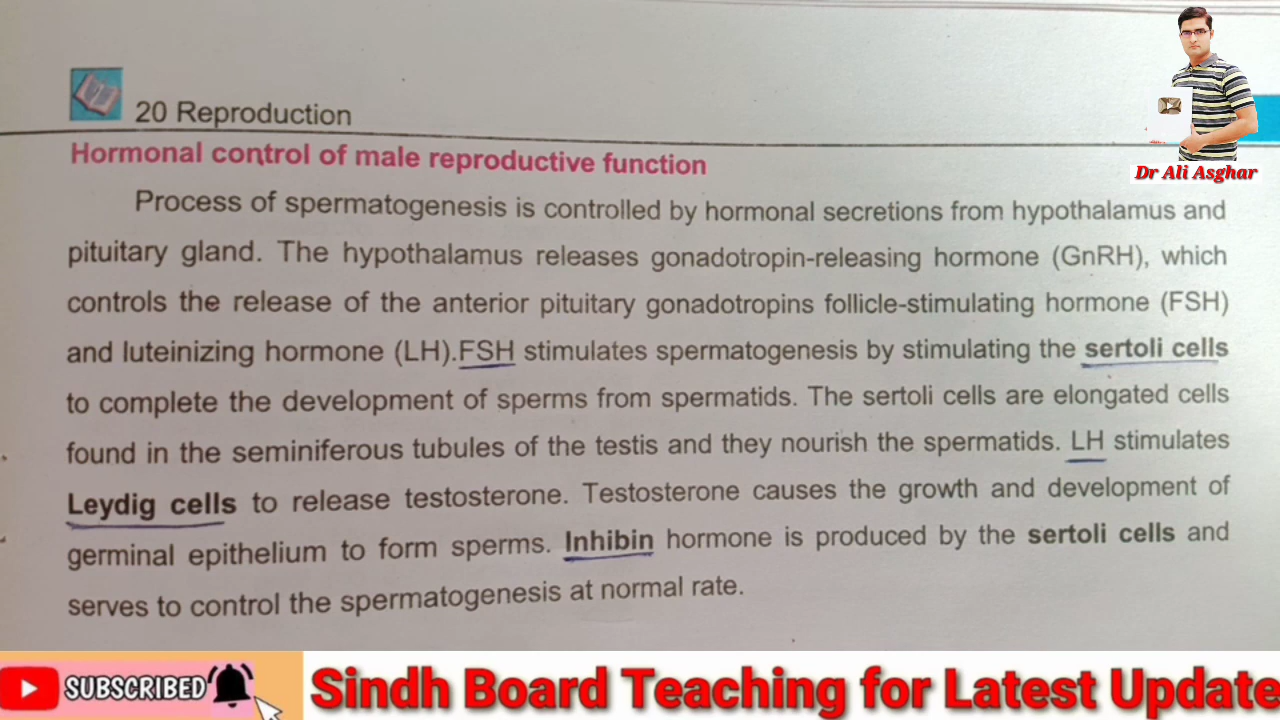 20 Reproduction
Dr Ali Asghar
Hormonal control of male reproductive function
Process of spermatogenesis is controlled by hormonal secretions from hypothalamus and
pituitary gland. The hypothalamus releases gonadotropin-releasing hormone (GnRH), which
controls the release of the anterior pituitary gonadotropins follicle-stimulating hormone (FSH)
and luteinizing hormone (LH).FSH stimulates spermatogenesis by stimulating the sertoli cells
to complete the development of sperms from spermatids. The sertoli cells are elongated cells
found in the seminiferous tubules of the testis and they nourish the spermatids. LH stimulates
Leydig cells to release testosterone. Testosterone causes the growth and development of
germinal epithelium to form sperms. Inhibin hormone is produced by the sertoli cells and
serves to control the spermatogenesis at normal rate.
SUBSCRIBED
Sindh Board Teaching for Latest Update